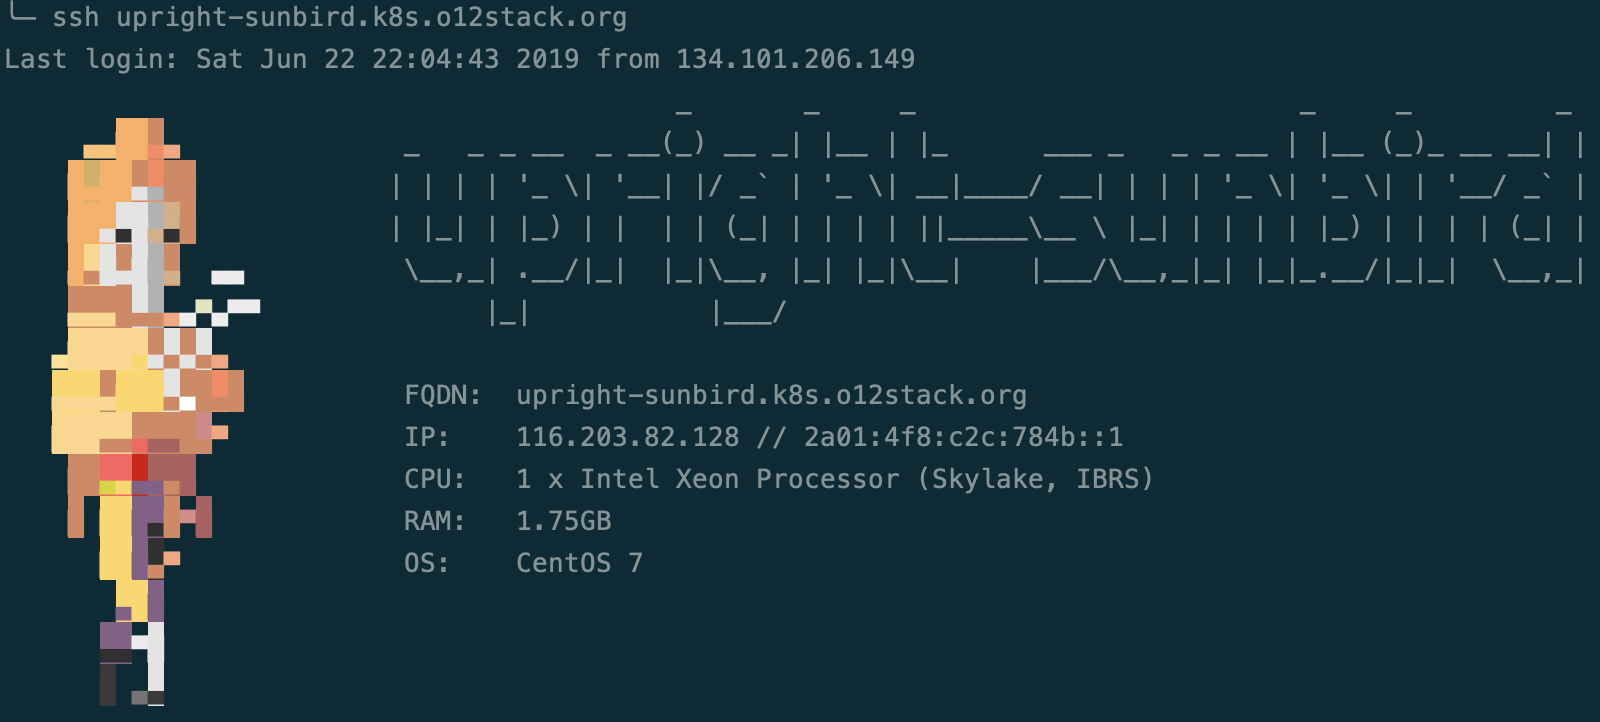 ╰─ ssh upright-sunbird.k8s.o12stack.org
Last login: Sat Jun 22 22:04:43 2019 from 134.101.206.149
upright-sunbird
FQDN: upright-sunbird.k8s.o12stack.org
IP: 116.203.82.128 // 2a01:4f8:c2c:784b::1
CPU: 1 x Intel Xeon Processor (Skylake, IBRS)
RAM: 1.75GB
OS: CentOS 7